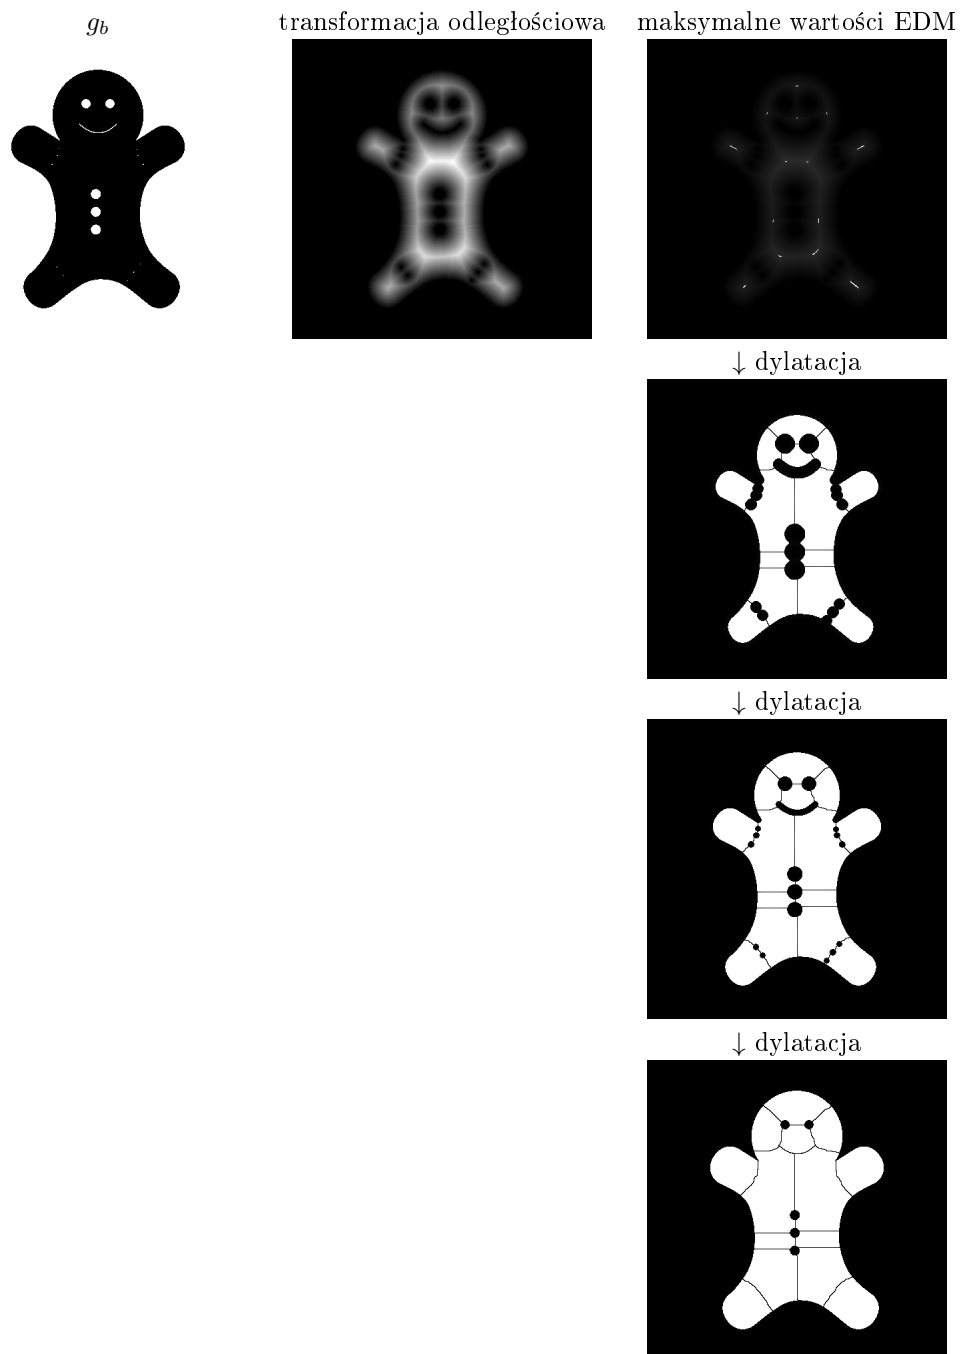 g_b
transformacja odległościowa
maksymalne wartości EDM
↓ dylatacja
↓ dylatacja
↓ dylatacja